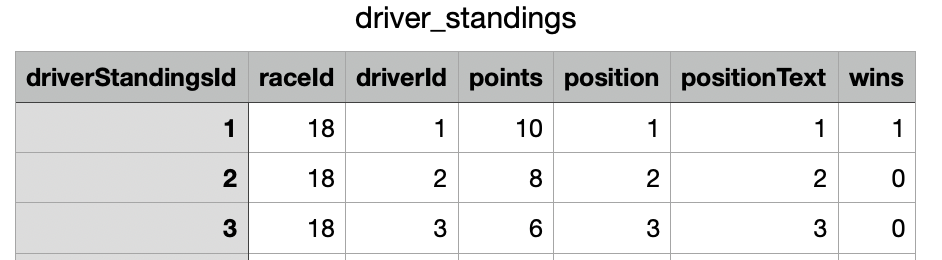 driver_standings
driverStandingsId raceId driverId points position positionText wins
1 18 1 10 1 1 1
2 18 2 8 2 2 0
3 18 3 6 3 3 0